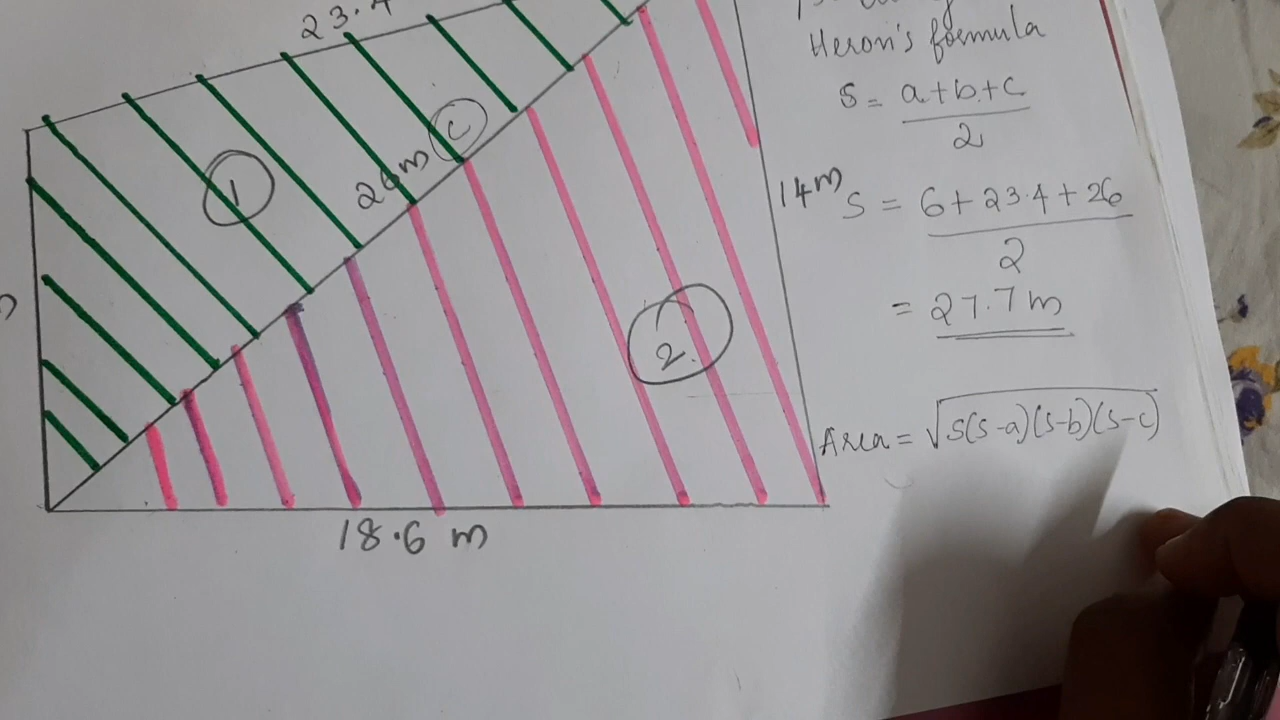 23.4
Heron's formula
S = a+b+c
2
c
26m
1
14m
S = 6+23.4+26
2
= 27.7m
2.
Area = √s(s-a)(s-b)(s-c)
18.6 m